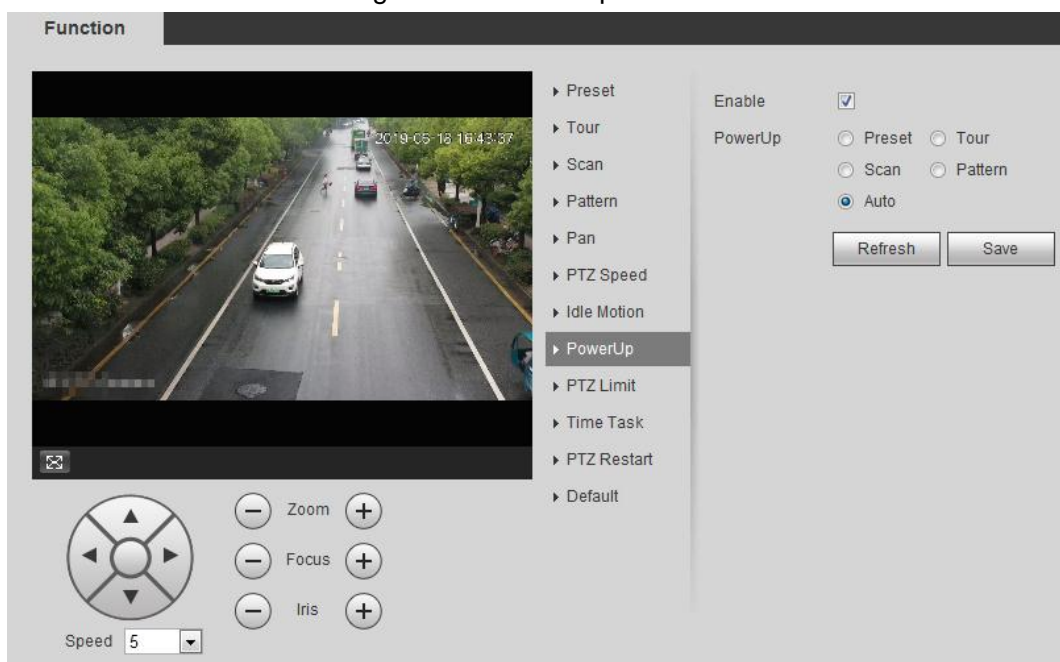 Function
2019-05-18 16:43:37
Preset
Tour
Scan
Pattern
Pan
PTZ Speed
Idle Motion
PowerUp
PTZ Limit
Time Task
PTZ Restart
Default
Enable
PowerUp Preset Tour
Scan Pattern
Auto
Refresh Save
Zoom
Focus
Iris
Speed 5